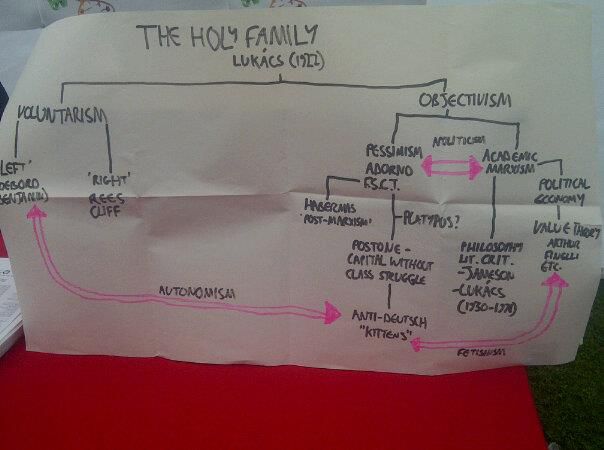 THE HOLY FAMILY
LUKÁCS (1922)
VOLUNTARISM
OBJECTIVISM
'LEFT'
DEBORD
BENJAMIN)
'RIGHT'
REES
CLIFF
PESSIMISM
ADORNO
F.S.C.T.
APOLITICISM
ACADEMIC
MARXISM
POLITICAL
ECONOMY
HABERMAS
'POST-MARXISM'
PLATYPUS?
VALUE THEORY
ARTHUR
FINELLI
ETC.
POSTONE -
CAPITAL WITHOUT
CLASS STRUGGLE
PHILOSOPHY
LIT. CRIT.
-JAMESON
-LUKÁCS
(1930-1971)
AUTONOMISM
ANTI-DEUTSCH
"KITTENS"
FETISHISM